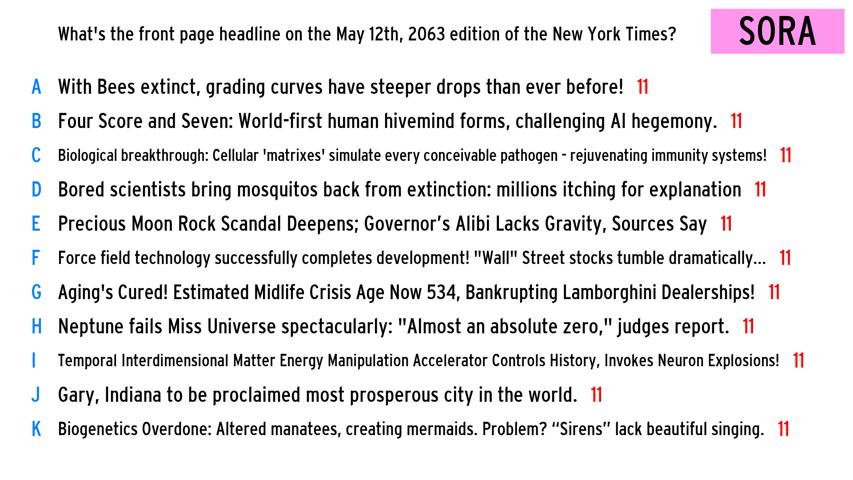 What's the front page headline on the May 12th, 2063 edition of the New York Times?
SORA
A With Bees extinct, grading curves have steeper drops than ever before! 11
B Four Score and Seven: World-first human hivemind forms, challenging AI hegemony. 11
C Biological breakthrough: Cellular 'matrixes' simulate every conceivable pathogen - rejuvenating immunity systems! 11
D Bored scientists bring mosquitos back from extinction: millions itching for explanation 11
E Precious Moon Rock Scandal Deepens; Governor’s Alibi Lacks Gravity, Sources Say 11
F Force field technology successfully completes development! "Wall" Street stocks tumble dramatically... 11
G Aging's Cured! Estimated Midlife Crisis Age Now 534, Bankrupting Lamborghini Dealerships! 11
H Neptune fails Miss Universe spectacularly: "Almost an absolute zero," judges report. 11
I Temporal Interdimensional Matter Energy Manipulation Accelerator Controls History, Invokes Neuron Explosions! 11
J Gary, Indiana to be proclaimed most prosperous city in the world. 11
K Biogenetics Overdone: Altered manatees, creating mermaids. Problem? “Sirens” lack beautiful singing. 11